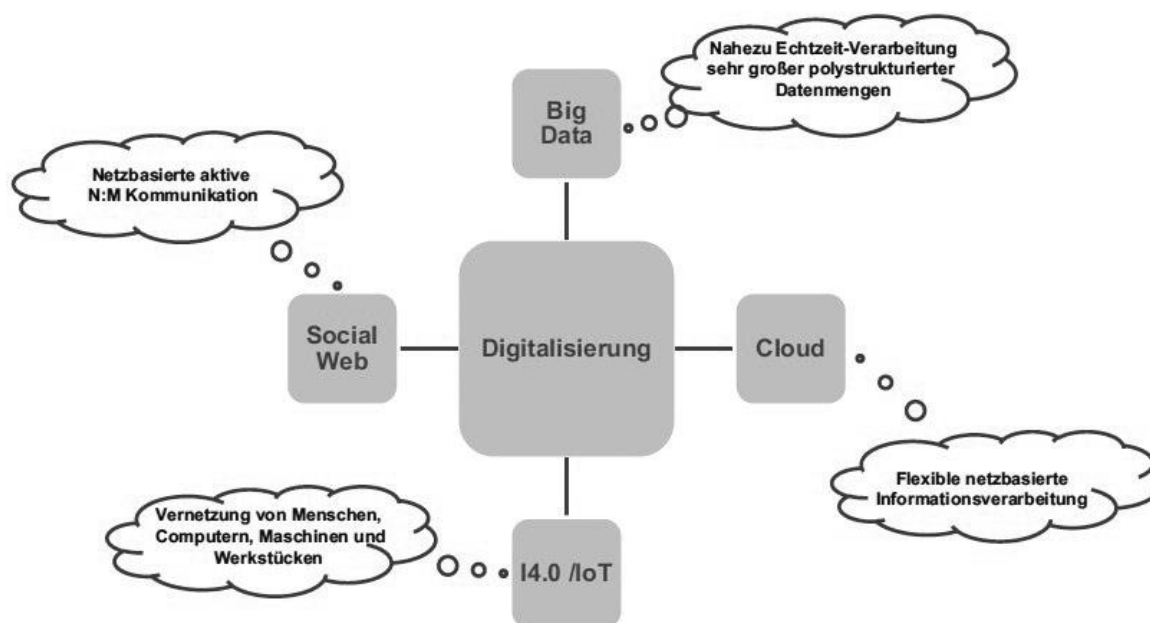 Nahezu Echtzeit-Verarbeitung
sehr großer polystrukturierter
Datenmengen
Big
Data
Netzbasierte aktive
N:M Kommunikation
Social
Web
Digitalisierung
Cloud
Flexible netzbasierte
Informationsverarbeitung
Vernetzung von Menschen,
Computern, Maschinen und
Werkstücken
I4.0 /IoT